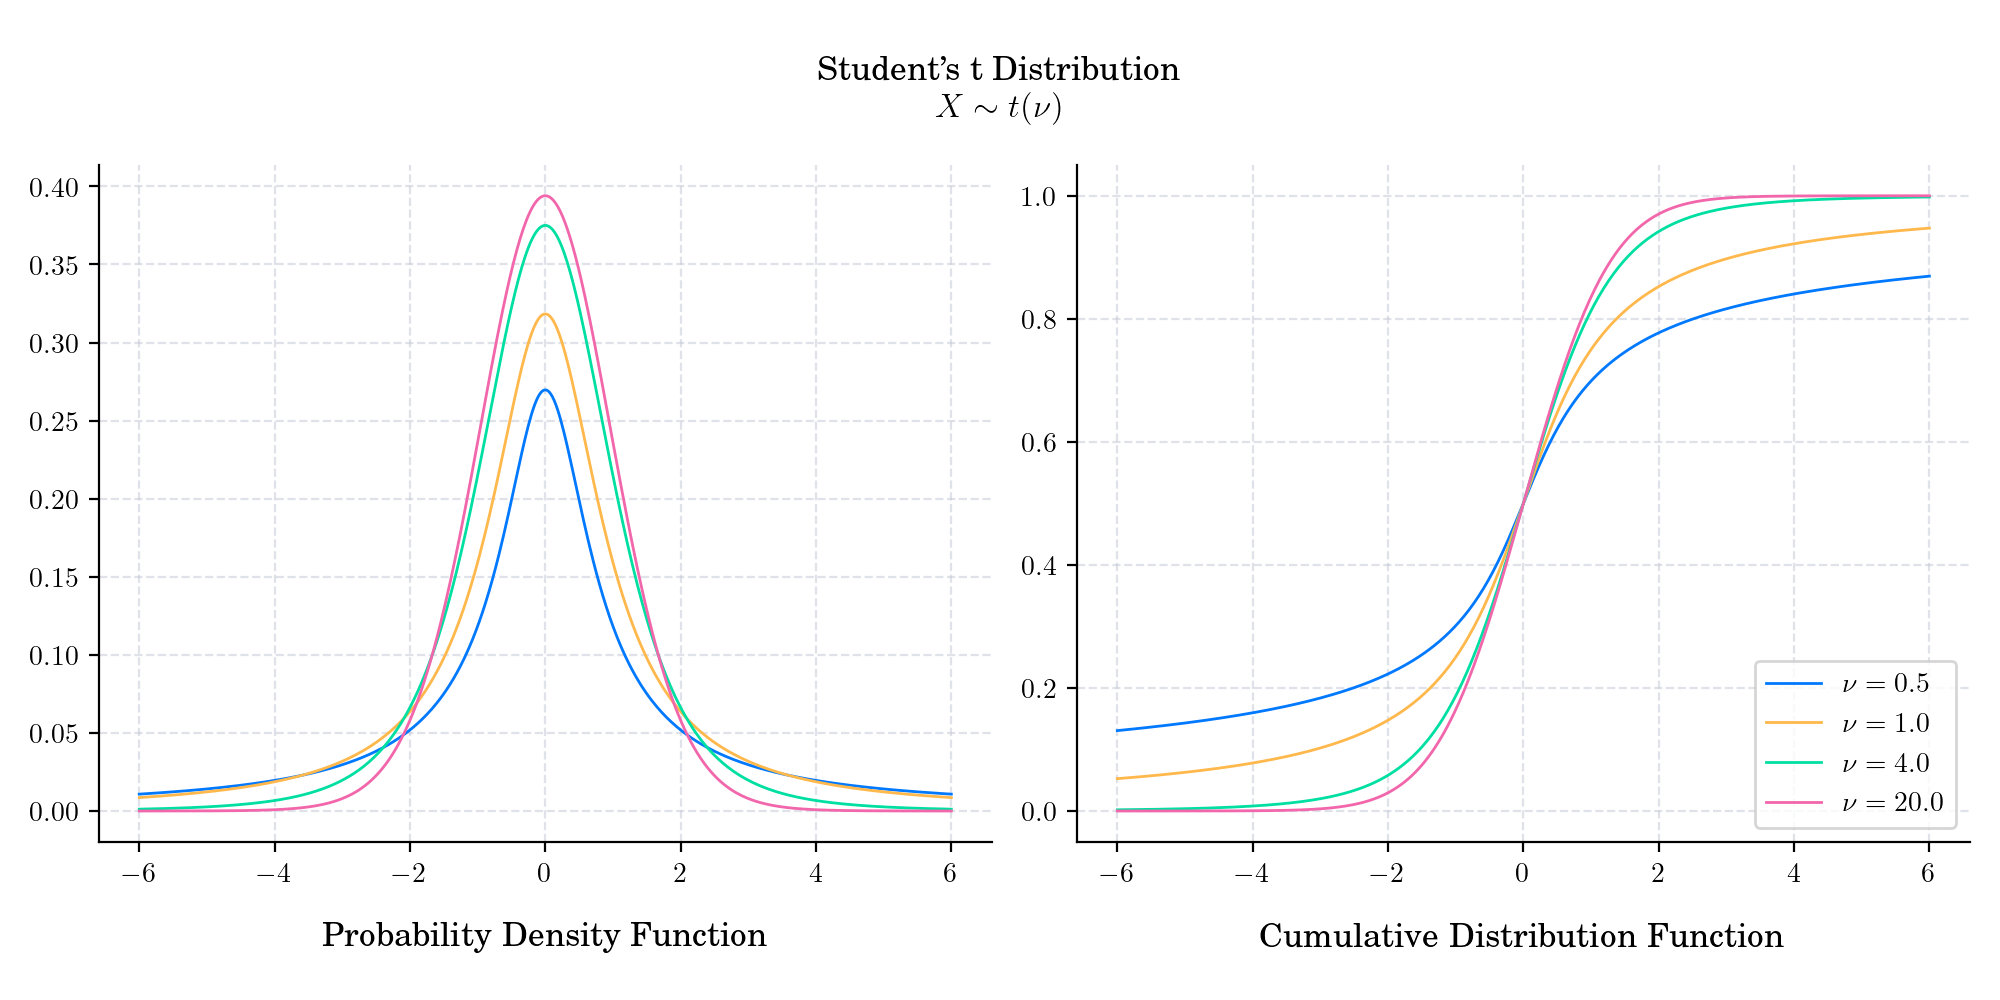 Student's t Distribution
X ∼ t(ν)
0.40
0.35
0.30
0.25
0.20
0.15
0.10
0.05
0.00
−6 −4 −2 0 2 4 6
Probability Density Function
1.0
0.8
0.6
0.4
0.2
0.0
−6 −4 −2 0 2 4 6
ν = 0.5
ν = 1.0
ν = 4.0
ν = 20.0
Cumulative Distribution Function